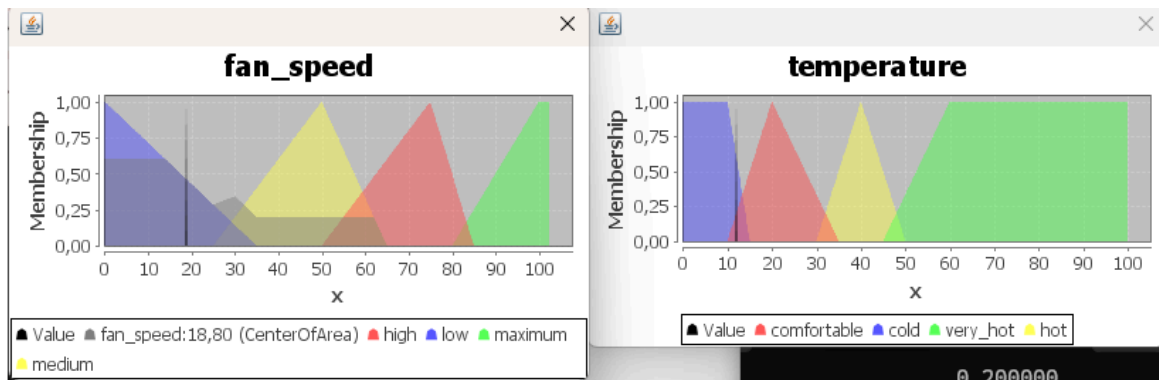 fan_speed
1,00
0,75
0,50
0,25
0,00
Membership
0 10 20 30 40 50 60 70 80 90 100
x
Value fan_speed:18,80 (CenterOfArea) high low maximum
medium
temperature
1,00
0,75
0,50
0,25
0,00
Membership
0 10 20 30 40 50 60 70 80 90 100
x
Value comfortable cold very_hot hot
0.200000